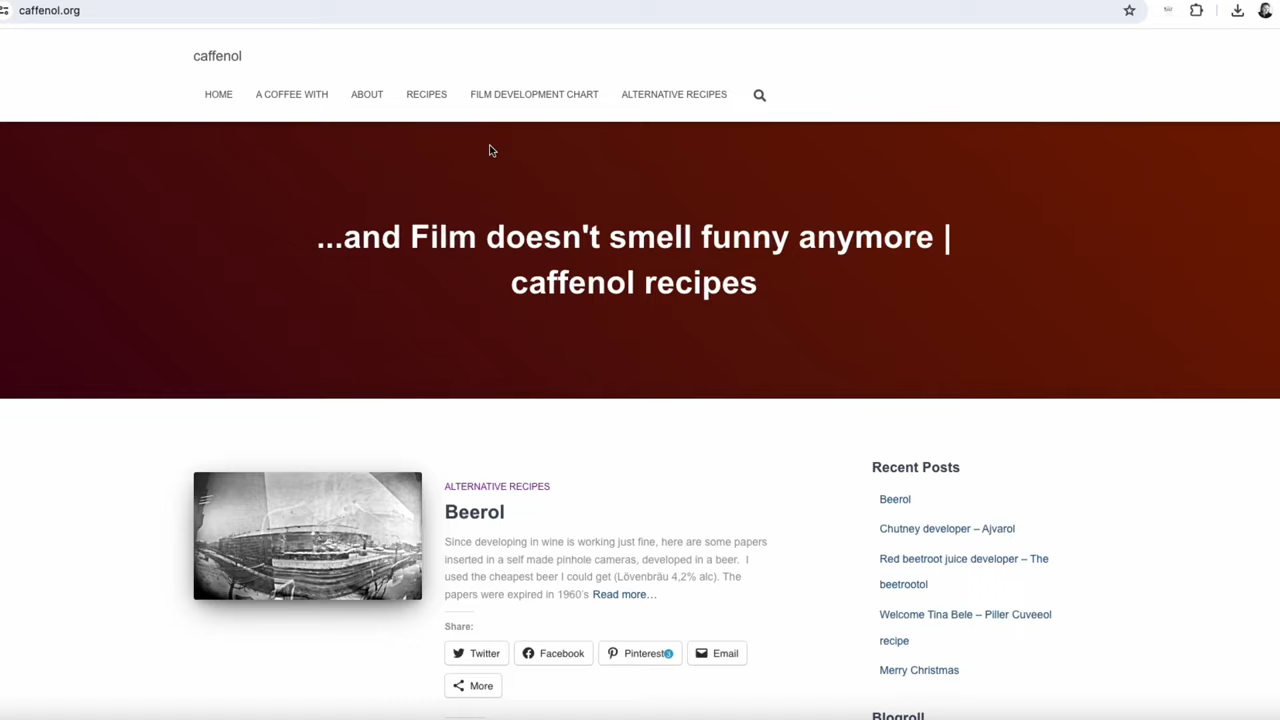 caffenol.org
caffenol
HOME A COFFEE WITH ABOUT RECIPES FILM DEVELOPMENT CHART ALTERNATIVE RECIPES
...and Film doesn't smell funny anymore |
caffenol recipes
ALTERNATIVE RECIPES
Beerol
Since developing in wine is working just fine, here are some papers
inserted in a self made pinhole cameras, developed in a beer. I
used the cheapest beer I could get (Lövenbräu 4,2% alc). The
papers were expired in 1960's Read more…
Share:
Twitter Facebook Pinterest 3 Email
More
Recent Posts
Beerol
Chutney developer – Ajvarol
Red beetroot juice developer – The
beetrootol
Welcome Tina Bele – Piller Cuveeol
recipe
Merry Christmas
Blogroll